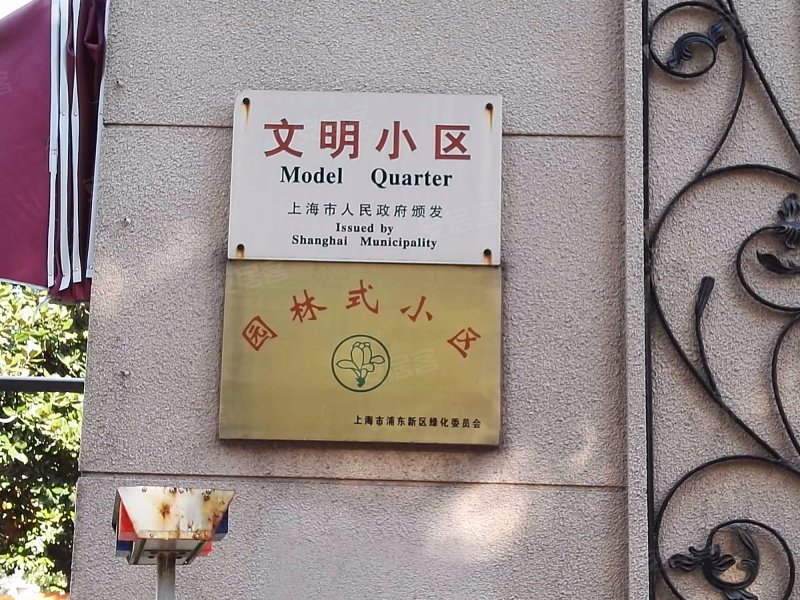 文明小区
Model Quarter
上海市人民政府颁发
Issued by
Shanghai Municipality
园林式小区
上海市浦东新区绿化委员会